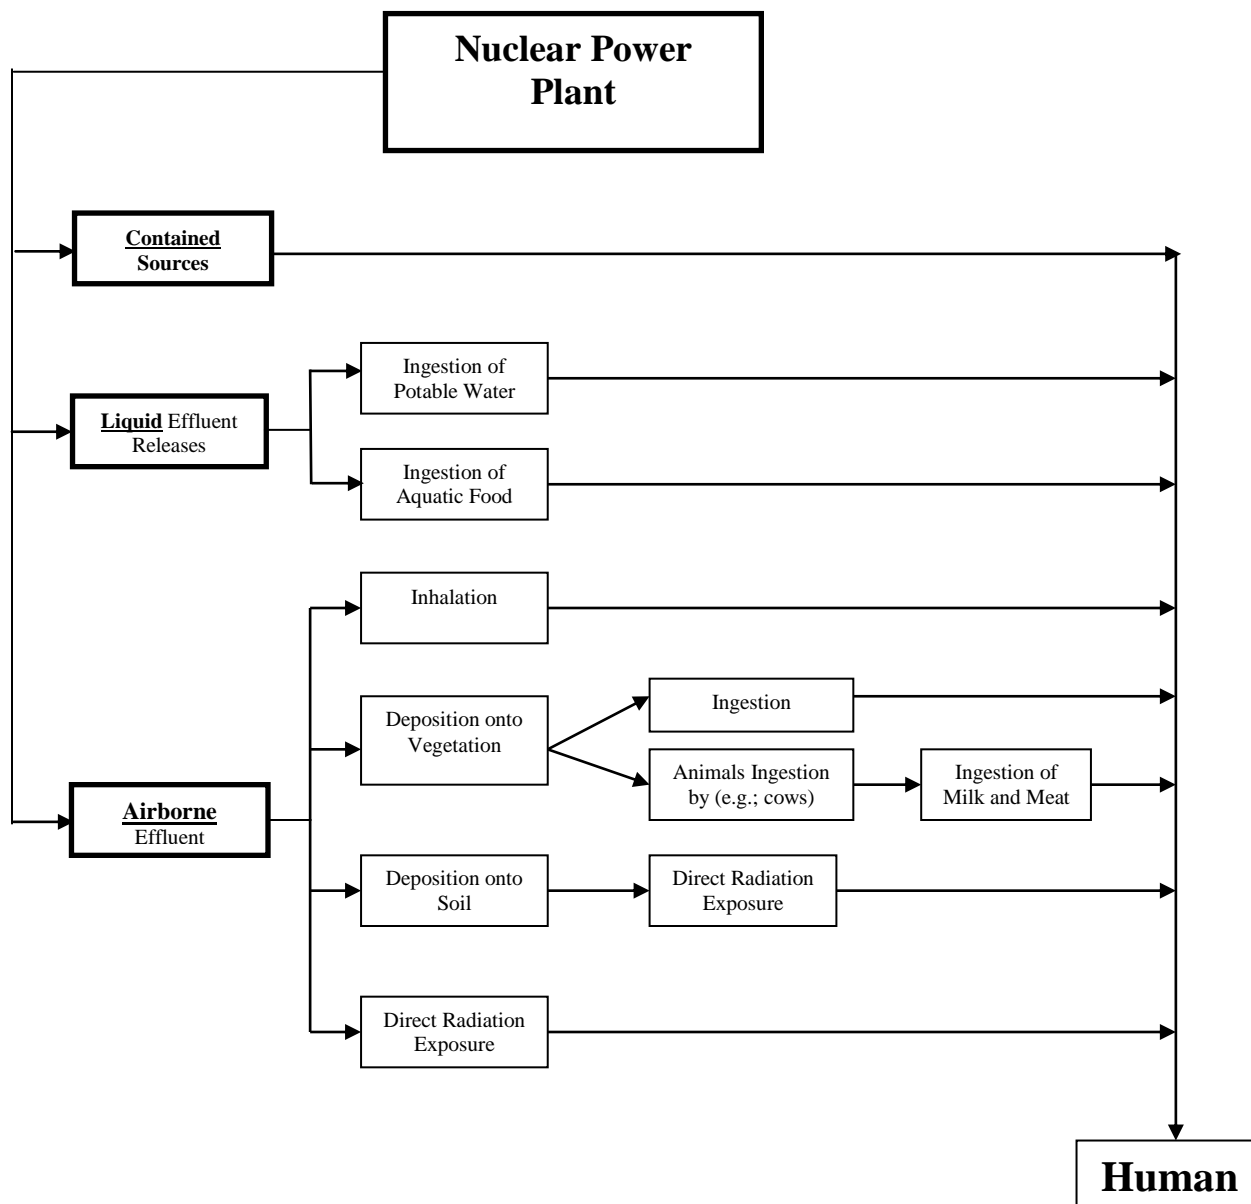 Nuclear Power
Plant
Contained
Sources
Ingestion of
Potable Water
Liquid Effluent
Releases
Ingestion of
Aquatic Food
Inhalation
Deposition onto
Vegetation
Ingestion
Animals Ingestion
by (e.g.; cows)
Ingestion of
Milk and Meat
Airborne
Effluent
Deposition onto
Soil
Direct Radiation
Exposure
Direct Radiation
Exposure
Human